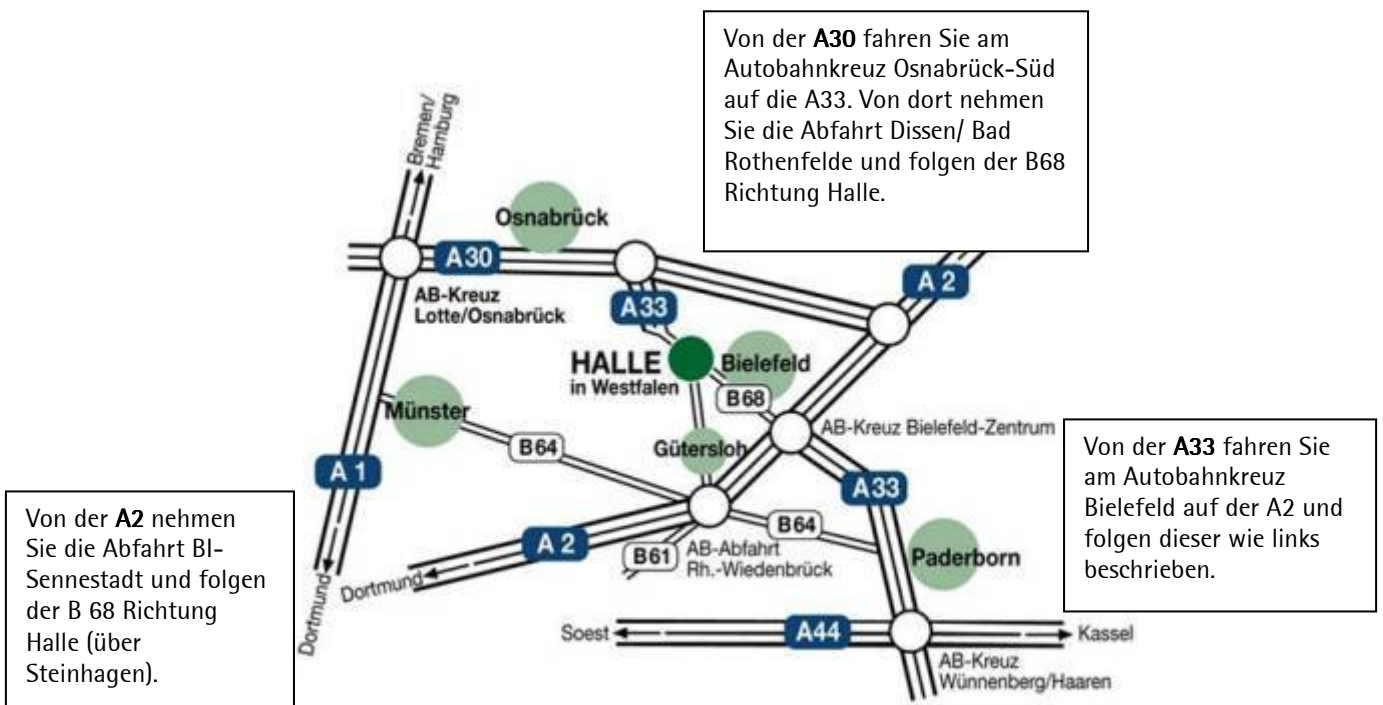 Von der A30 fahren Sie am
Autobahnkreuz Osnabrück-Süd
auf die A33. Von dort nehmen
Sie die Abfahrt Dissen/ Bad
Rothenfelde und folgen der B68
Richtung Halle.
Bremen/
Hamburg
Osnabrück
A30
A 2
AB-Kreuz
Lotte/Osnabrück
A33
HALLE
in Westfalen
Bielefeld
B68
Münster
B64
Gütersloh
AB-Kreuz Bielefeld-Zentrum
A 1
A33
Von der A33 fahren Sie
am Autobahnkreuz
Bielefeld auf der A2 und
folgen dieser wie links
beschrieben.
Von der A2 nehmen
Sie die Abfahrt BI-
Sennestadt und folgen
der B 68 Richtung
Halle (über
Steinhagen).
A 2
B64
B61
AB-Abfahrt
Rh.-Wiedenbrück
Paderborn
Dortmund
Dortmund
Soest
A44
Kassel
AB-Kreuz
Wünnenberg/Haaren